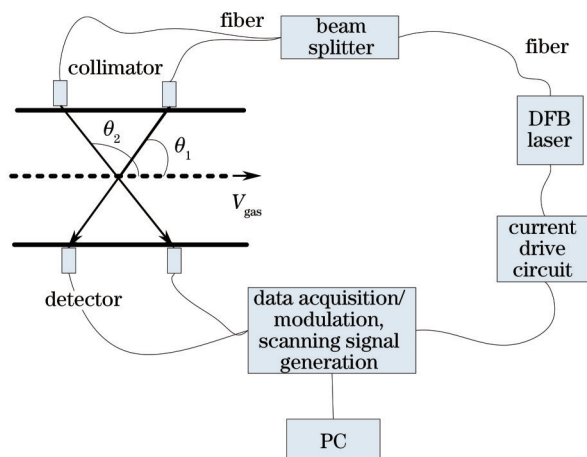 fiber
beam
splitter
fiber
collimator
DFB
laser
θ2
θ1
Vgas
current
drive
circuit
detector
data acquisition/
modulation,
scanning signal
generation
PC